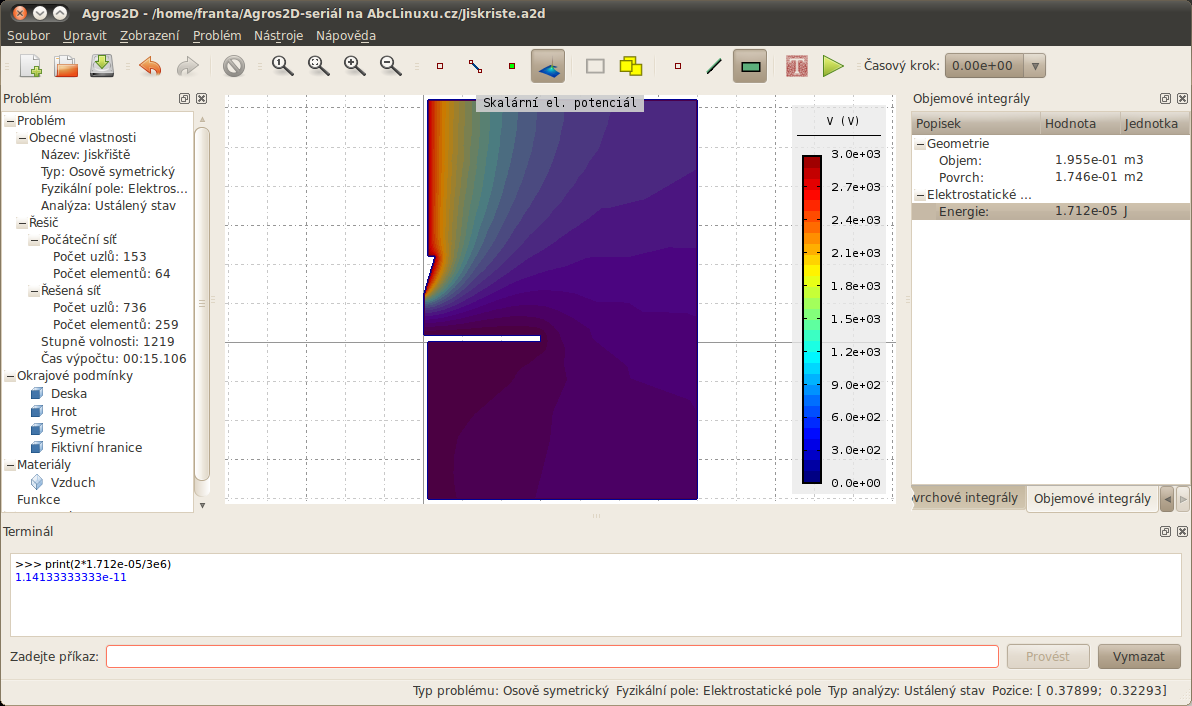 Agros2D - /home/franta/Agros2D-seriál na AbcLinuxu.cz/Jiskriste.a2d
Soubor Upravit Zobrazení Problém Nástroje Nápověda
Časový krok: 0.00e+00
Problém
Problém
Obecné vlastnosti
Název: Jiskřiště
Typ: Osově symetrický
Fyzikální pole: Elektros...
Analýza: Ustálený stav
Řešič
Počáteční síť
Počet uzlů: 153
Počet elementů: 64
Řešená síť
Počet uzlů: 736
Počet elementů: 259
Stupně volnosti: 1219
Čas výpočtu: 00:15.106
Okrajové podmínky
Deska
Hrot
Symetrie
Fiktivní hranice
Materiály
Vzduch
Funkce
Skalární el. potenciál
V (V)
3.0e+03
2.7e+03
2.4e+03
2.1e+03
1.8e+03
1.5e+03
1.2e+03
9.0e+02
6.0e+02
3.0e+02
0.0e+00
Objemové integrály
Popisek Hodnota Jednotka
Geometrie
Objem: 1.955e-01 m3
Povrch: 1.746e-01 m2
Elektrostatické ...
Energie: 1.712e-05 J
ovrchové integrály Objemové integrály
Terminál
>>> print(2*1.712e-05/3e6)
1.14133333333e-11
Zadejte příkaz: Provést Vymazat
Typ problému: Osově symetrický Fyzikální pole: Elektrostatické pole Typ analýzy: Ustálený stav Pozice: [ 0.37899; 0.32293]